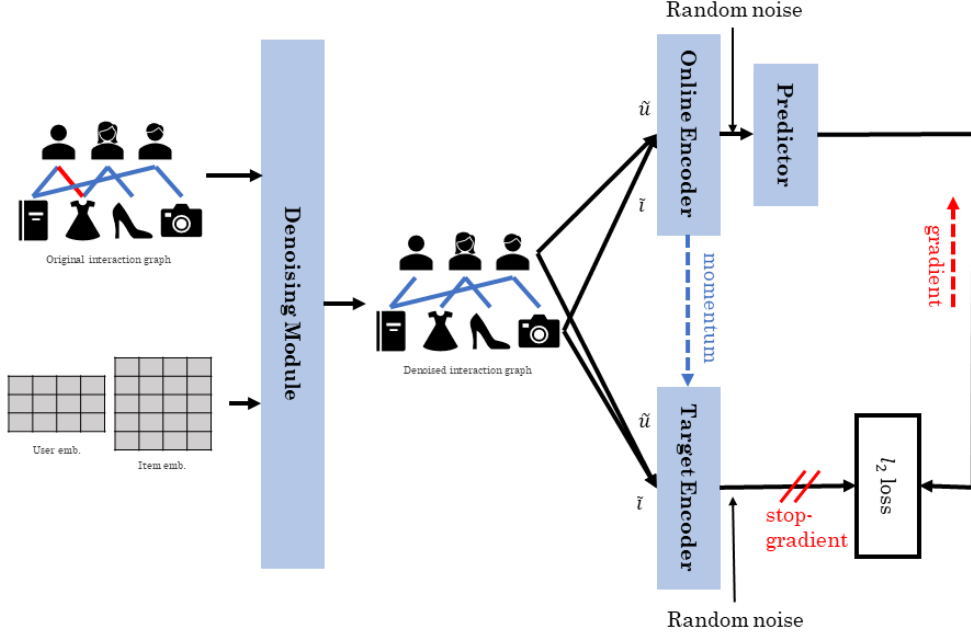 Random noise
Online Encoder
Predictor
ũ
ĩ
Original interaction graph
Denoising Module
gradient
momentum
Denoised interaction graph
User emb.
Item emb.
Target Encoder
ũ
ĩ
l₂ loss
stop-
gradient
Random noise